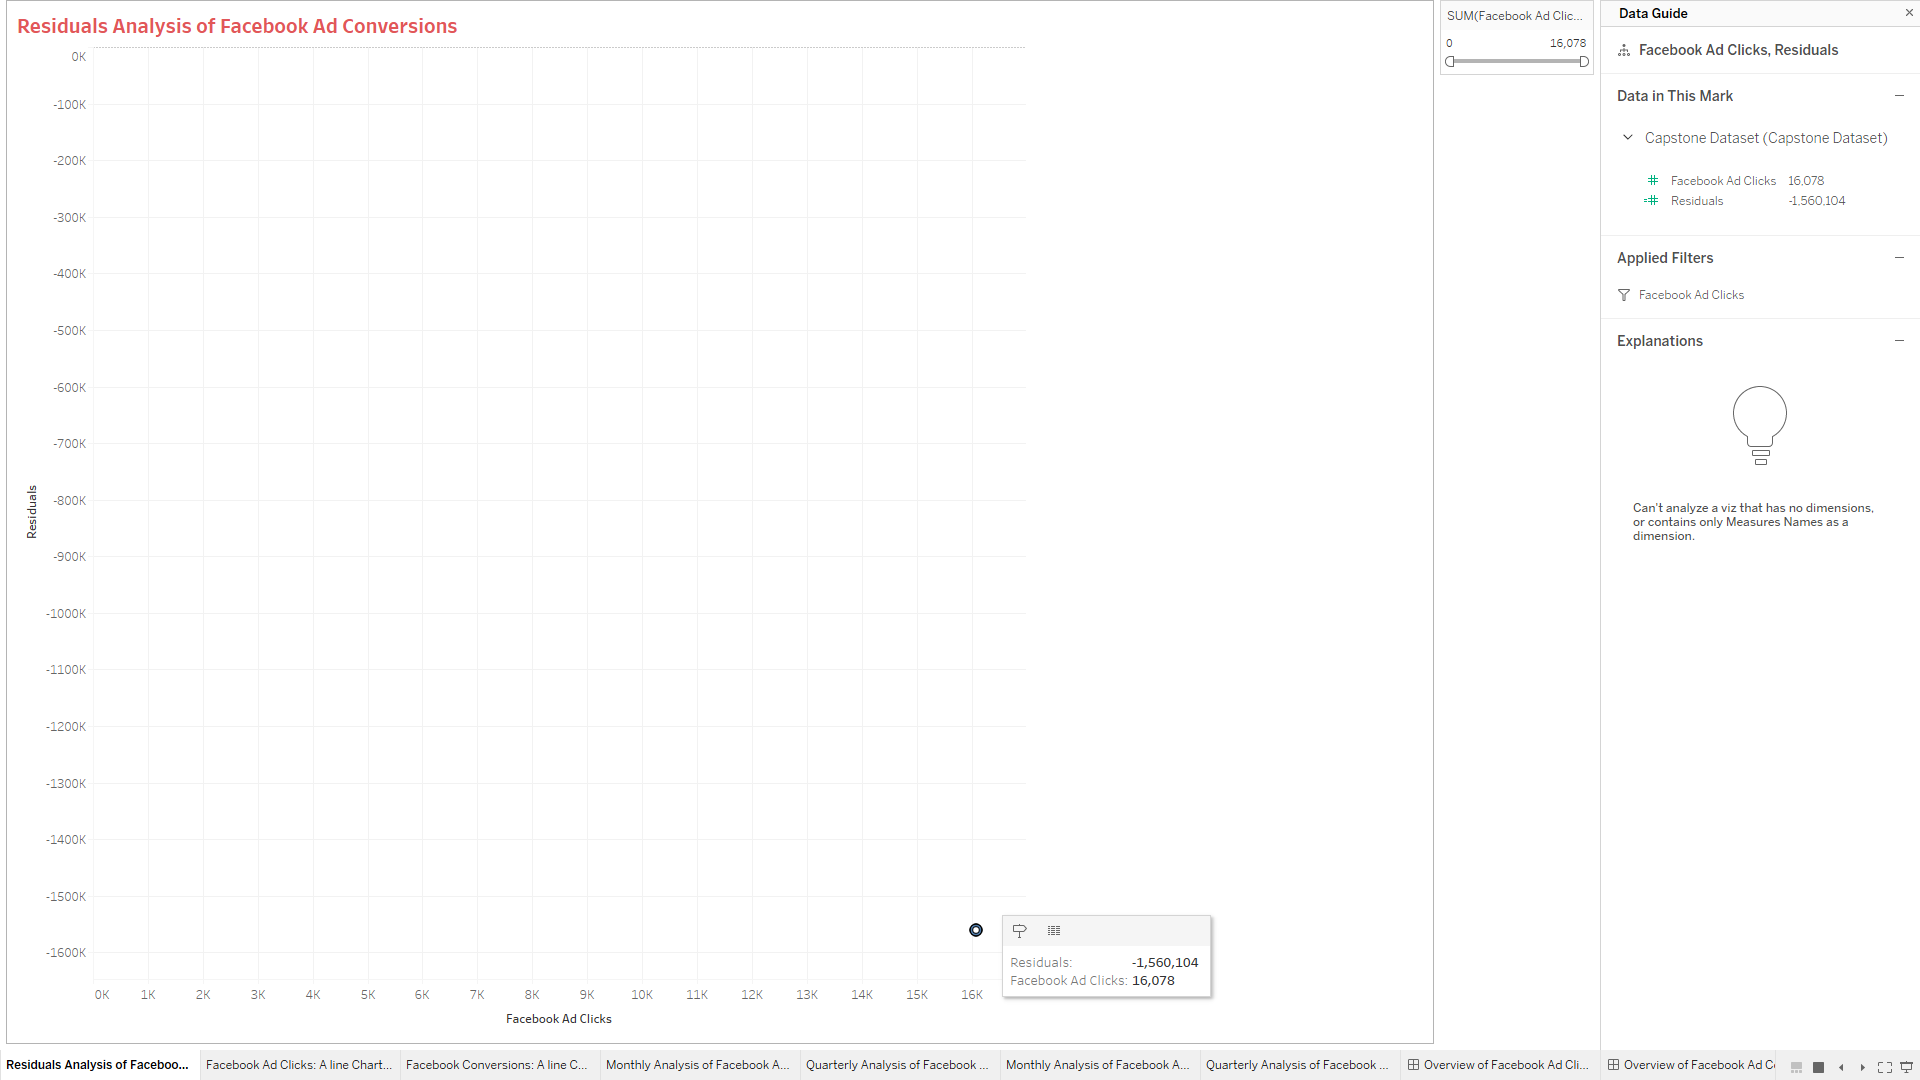 Residuals Analysis of Facebook Ad Conversions
0K
-100K
-200K
-300K
-400K
-500K
-600K
-700K
-800K
-900K
-1000K
-1100K
-1200K
-1300K
-1400K
-1500K
-1600K
Residuals
0K 1K 2K 3K 4K 5K 6K 7K 8K 9K 10K 11K 12K 13K 14K 15K 16K
Facebook Ad Clicks
Residuals: -1,560,104
Facebook Ad Clicks: 16,078
SUM(Facebook Ad Clic...
0 16,078
Data Guide
Facebook Ad Clicks, Residuals
Data in This Mark
Capstone Dataset (Capstone Dataset)
Facebook Ad Clicks 16,078
Residuals -1,560,104
Applied Filters
Facebook Ad Clicks
Explanations
Can't analyze a viz that has no dimensions,
or contains only Measures Names as a
dimension.
Residuals Analysis of Faceboo... Facebook Ad Clicks: A line Chart... Facebook Conversions: A line C... Monthly Analysis of Facebook A... Quarterly Analysis of Facebook ... Monthly Analysis of Facebook A... Quarterly Analysis of Facebook ... Overview of Facebook Ad Cli... Overview of Facebook Ad C